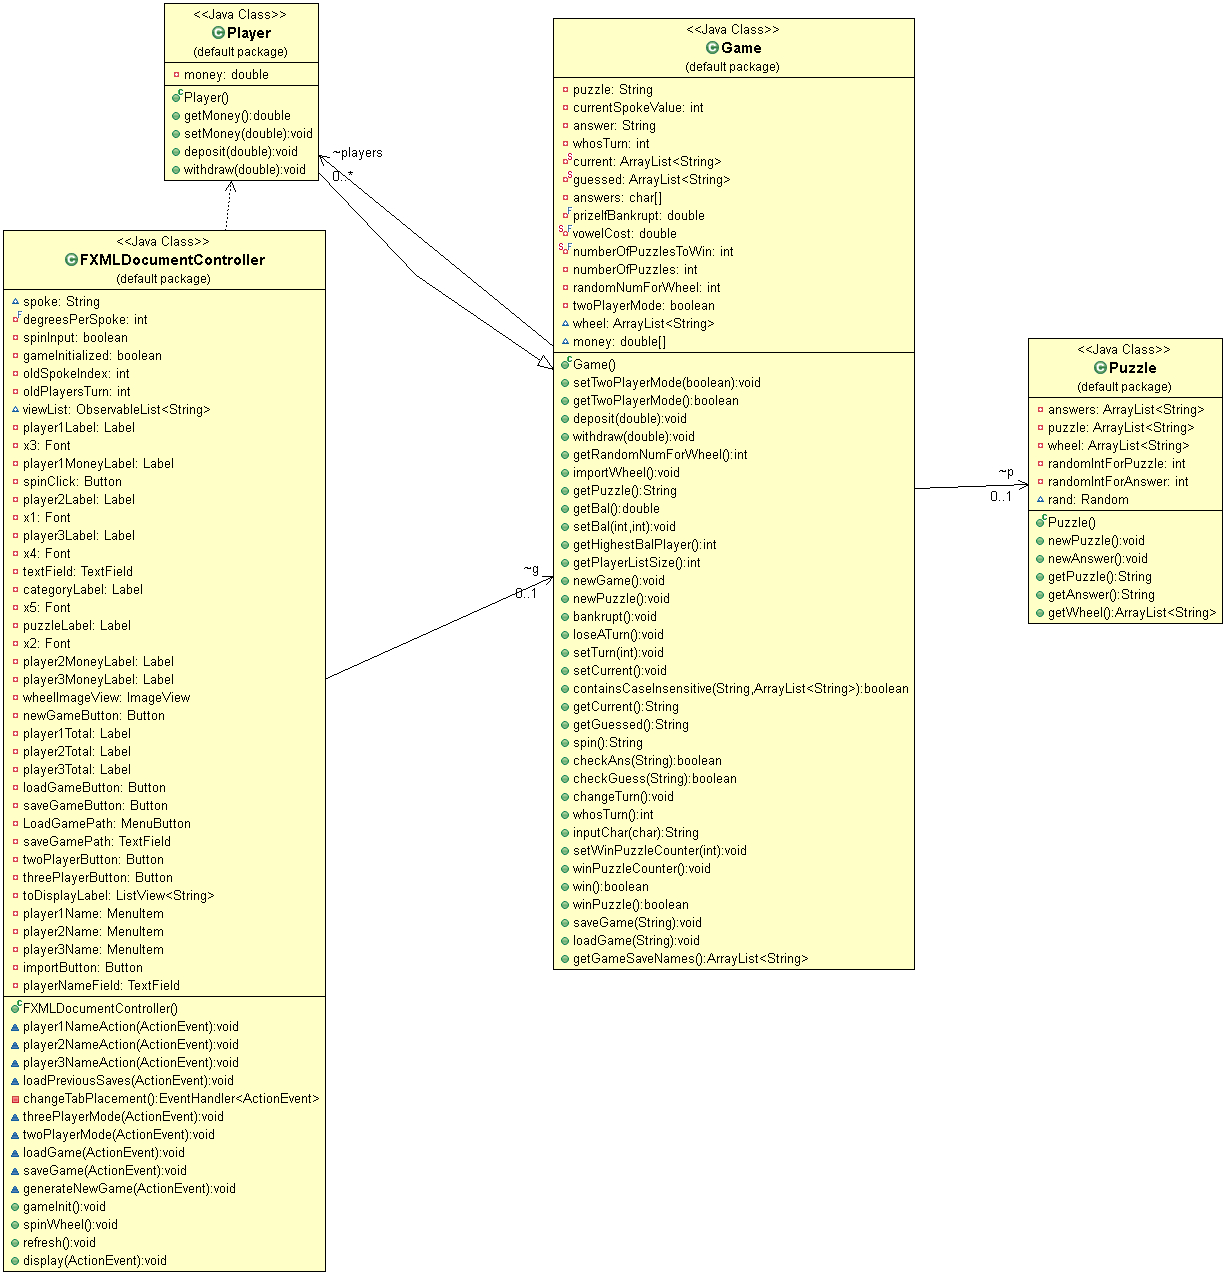 <<Java Class>>
Player
(default package)
money: double
Player()
getMoney():double
setMoney(double):void
deposit(double):void
withdraw(double):void
~players
0..*
<<Java Class>>
FXMLDocumentController
(default package)
spoke: String
degreesPerSpoke: int
spinInput: boolean
gameInitialized: boolean
oldSpokeIndex: int
oldPlayersTurn: int
viewList: ObservableList<String>
player1Label: Label
x3: Font
player1MoneyLabel: Label
spinClick: Button
player2Label: Label
x1: Font
player3Label: Label
x4: Font
textField: TextField
categoryLabel: Label
x5: Font
puzzleLabel: Label
x2: Font
player2MoneyLabel: Label
player3MoneyLabel: Label
wheelImageView: ImageView
newGameButton: Button
player1Total: Label
player2Total: Label
player3Total: Label
loadGameButton: Button
saveGameButton: Button
LoadGamePath: MenuButton
saveGamePath: TextField
twoPlayerButton: Button
threePlayerButton: Button
toDisplayLabel: ListView<String>
player1Name: MenuItem
player2Name: MenuItem
player3Name: MenuItem
importButton: Button
playerNameField: TextField
FXMLDocumentController()
player1NameAction(ActionEvent):void
player2NameAction(ActionEvent):void
player3NameAction(ActionEvent):void
loadPreviousSaves(ActionEvent):void
changeTabPlacement():EventHandler<ActionEvent>
threePlayerMode(ActionEvent):void
twoPlayerMode(ActionEvent):void
loadGame(ActionEvent):void
saveGame(ActionEvent):void
generateNewGame(ActionEvent):void
gameInit():void
spinWheel():void
refresh():void
display(ActionEvent):void
~g
0..1
<<Java Class>>
Game
(default package)
puzzle: String
currentSpokeValue: int
answer: String
whosTurn: int
current: ArrayList<String>
guessed: ArrayList<String>
answers: char[]
prizeIfBankrupt: double
vowelCost: double
numberOfPuzzlesToWin: int
numberOfPuzzles: int
randomNumForWheel: int
twoPlayerMode: boolean
wheel: ArrayList<String>
money: double[]
Game()
setTwoPlayerMode(boolean):void
getTwoPlayerMode():boolean
deposit(double):void
withdraw(double):void
getRandomNumForWheel():int
importWheel():void
getPuzzle():String
getBal():double
setBal(int,int):void
getHighestBalPlayer():int
getPlayerListSize():int
newGame():void
newPuzzle():void
bankrupt():void
loseATurn():void
setTurn(int):void
setCurrent():void
containsCaseInsensitive(String,ArrayList<String>):boolean
getCurrent():String
getGuessed():String
spin():String
checkAns(String):boolean
checkGuess(String):boolean
changeTurn():void
whosTurn():int
inputChar(char):String
setWinPuzzleCounter(int):void
winPuzzleCounter():void
win():boolean
winPuzzle():boolean
saveGame(String):void
loadGame(String):void
getGameSaveNames():ArrayList<String>
~p
0..1
<<Java Class>>
Puzzle
(default package)
answers: ArrayList<String>
puzzle: ArrayList<String>
wheel: ArrayList<String>
randomIntForPuzzle: int
randomIntForAnswer: int
rand: Random
Puzzle()
newPuzzle():void
newAnswer():void
getPuzzle():String
getAnswer():String
getWheel():ArrayList<String>